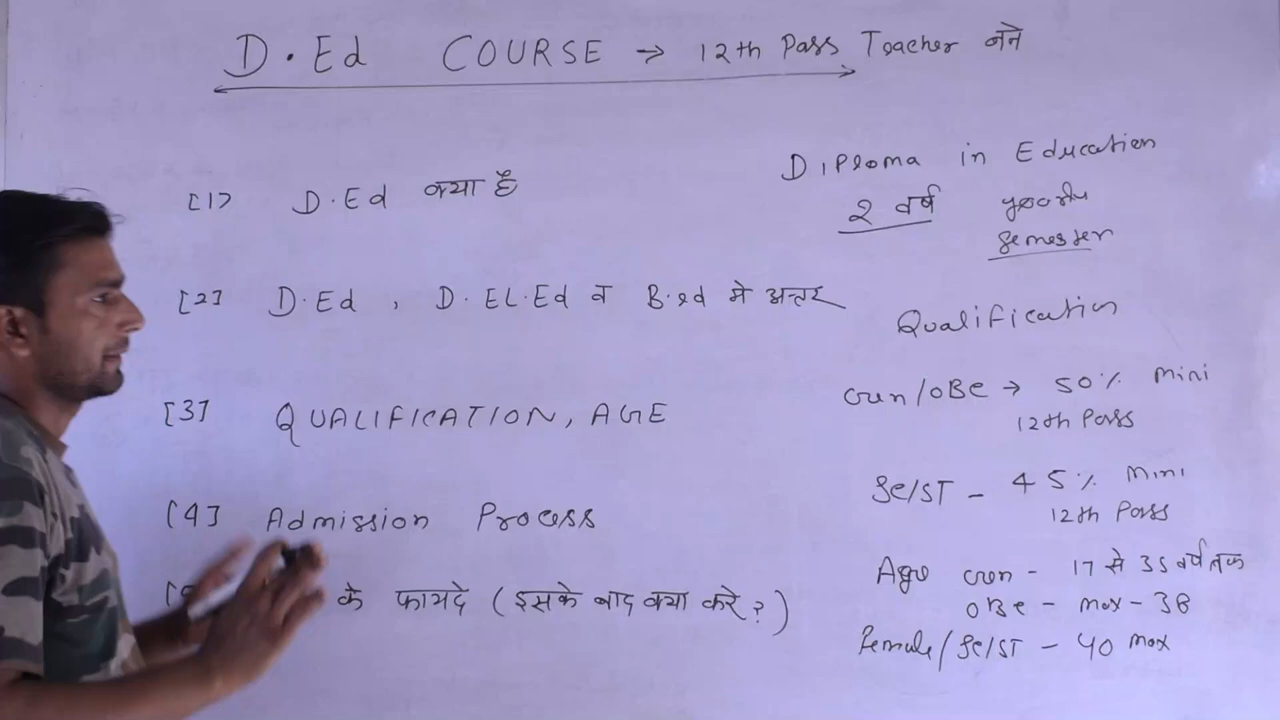 D.Ed COURSE → 12th Pass Teacher बने
[1] D.Ed क्या है
[2] D.Ed , D.EL.Ed व B.ed मे अन्तर
[3] QUALIFICATION, AGE
[4] Admission Process
के फायदे (इसके बाद क्या करे?)
Diploma in Education
2 वर्ष
semester
Qualification
Gen/OBC → 50% mini
12th Pass
SC/ST - 45% Mini
12th Pass
Age Gen - 17 से 35 वर्ष तक
OBC - max - 38
Female/SC/ST - 40 max